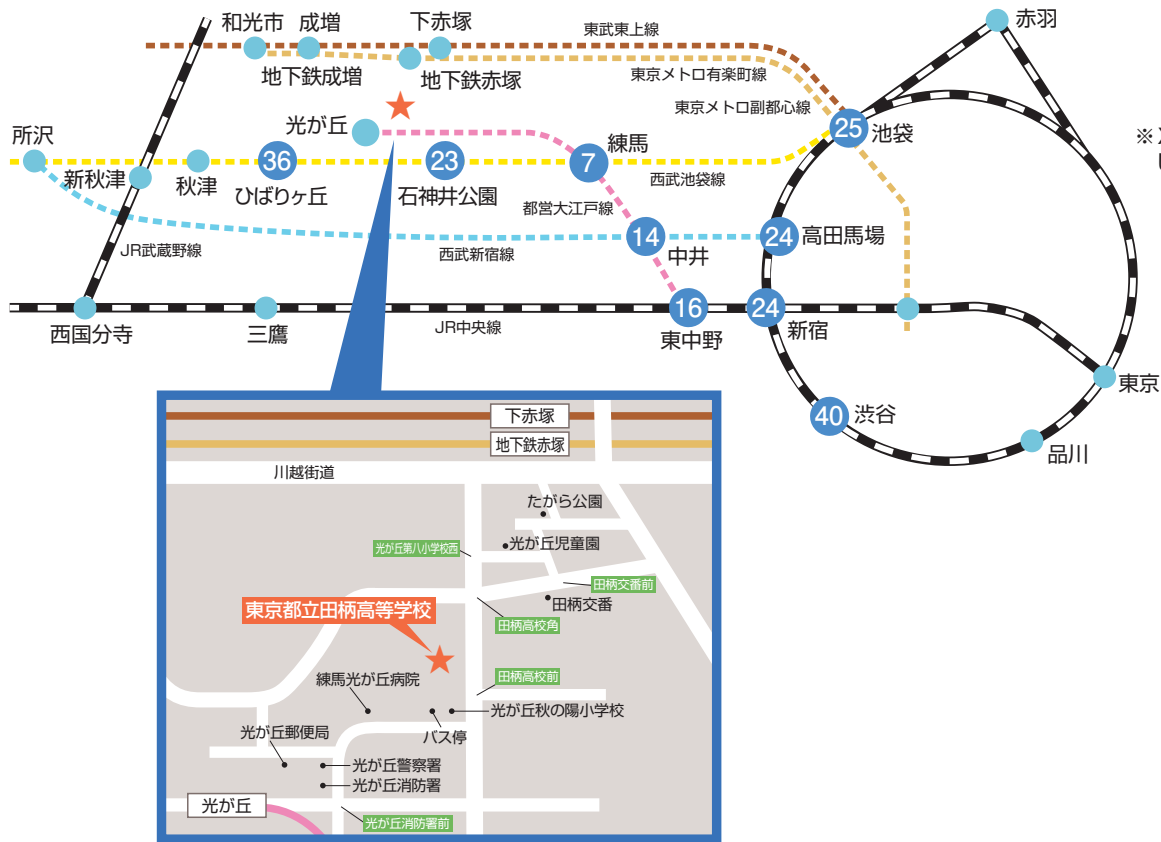 和光市
成増
下赤塚
東武東上線
赤羽
地下鉄成増
地下鉄赤塚
東京メトロ有楽町線
東京メトロ副都心線
所沢
光が丘
練馬
25
池袋
新秋津
秋津
36
ひばりヶ丘
23
石神井公園
7
西武池袋線
都営大江戸線
JR武蔵野線
西武新宿線
14
中井
24
高田馬場
西国分寺
三鷹
JR中央線
16
東中野
24
新宿
東京
40
渋谷
品川
下赤塚
地下鉄赤塚
川越街道
たがら公園
光が丘第八小学校西
光が丘児童園
田柄交番前
田柄交番
東京都立田柄高等学校
田柄高校角
練馬光が丘病院
田柄高校前
光が丘秋の陽小学校
バス停
光が丘郵便局
光が丘警察署
光が丘消防署
光が丘
光が丘消防署前
※